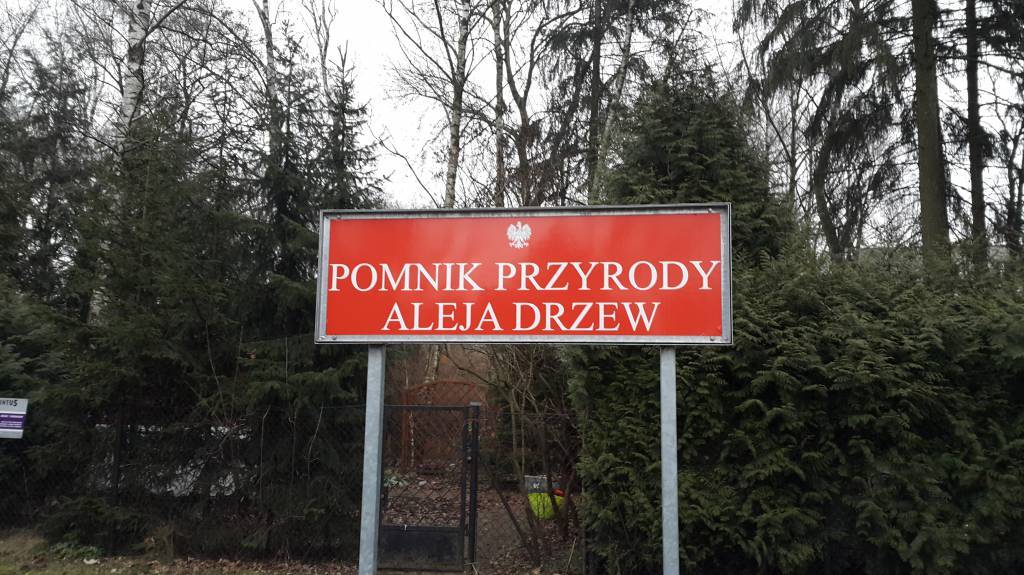 POMNIK PRZYRODY
ALEJA DRZEW